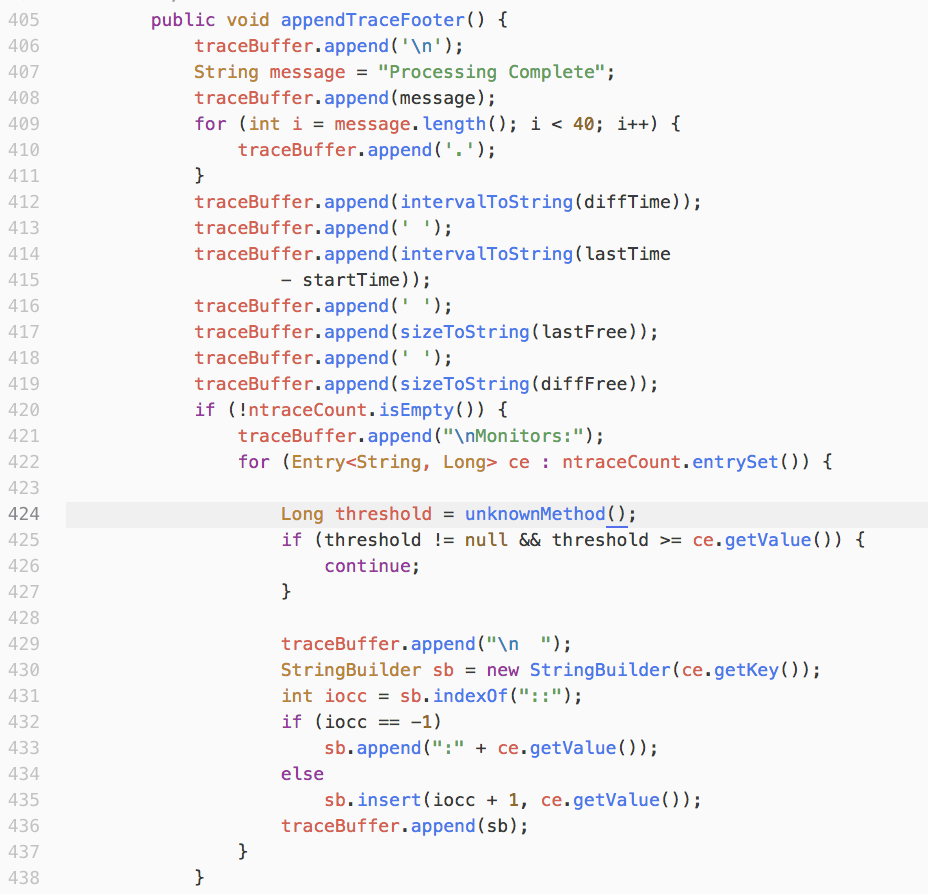 405 public void appendTraceFooter() {
406 traceBuffer.append('\n');
407 String message = "Processing Complete";
408 traceBuffer.append(message);
409 for (int i = message.length(); i < 40; i++) {
410 traceBuffer.append('.');
411 }
412 traceBuffer.append(intervalToString(diffTime));
413 traceBuffer.append(' ');
414 traceBuffer.append(intervalToString(lastTime
415 - startTime));
416 traceBuffer.append(' ');
417 traceBuffer.append(sizeToString(lastFree));
418 traceBuffer.append(' ');
419 traceBuffer.append(sizeToString(diffFree));
420 if (!ntraceCount.isEmpty()) {
421 traceBuffer.append("\nMonitors:");
422 for (Entry<String, Long> ce : ntraceCount.entrySet()) {
423
424 Long threshold = unknownMethod();
425 if (threshold != null && threshold >= ce.getValue()) {
426 continue;
427 }
428
429 traceBuffer.append("\n  ");
430 StringBuilder sb = new StringBuilder(ce.getKey());
431 int iocc = sb.indexOf("::");
432 if (iocc == -1)
433 sb.append(":" + ce.getValue());
434 else
435 sb.insert(iocc + 1, ce.getValue());
436 traceBuffer.append(sb);
437 }
438 }